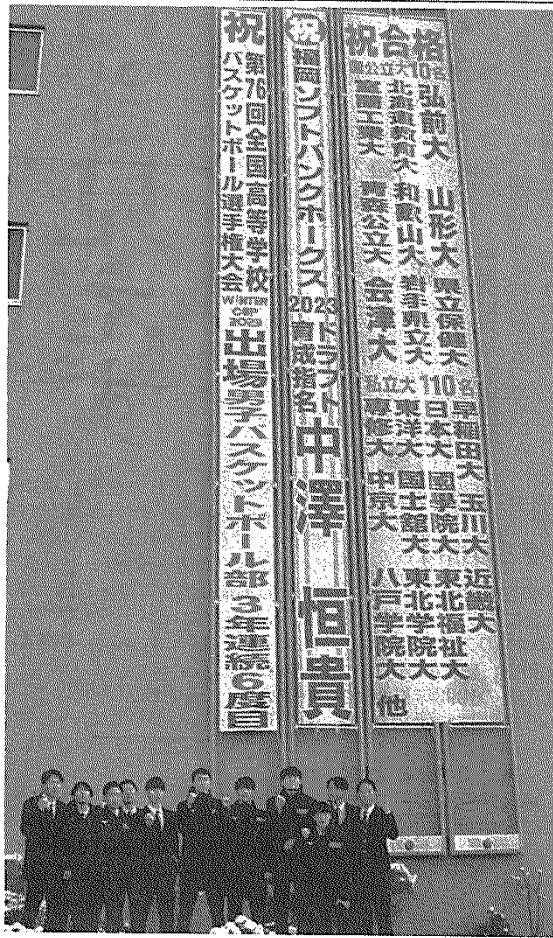 祝合格
国公立大10名
弘前大 山形大 県立保健大
北海道教育大 和歌山大 岩手県立大
室蘭工業大 青森公立大 会津大
私立大110名
早稲田大 玉川大 近畿大
日本大 國學院大 東北福祉大
東洋大 国士舘大 東北学院大
専修大 中京大 八戸学院大 他
㊗福岡ソフトバンクホークス
2023ドラフト
育成指名
中澤 恒貴
祝
第76回全国高等学校
バスケットボール選手権大会
WINTER
CUP
2023
出場
男子バスケットボール部 3年連続6度目